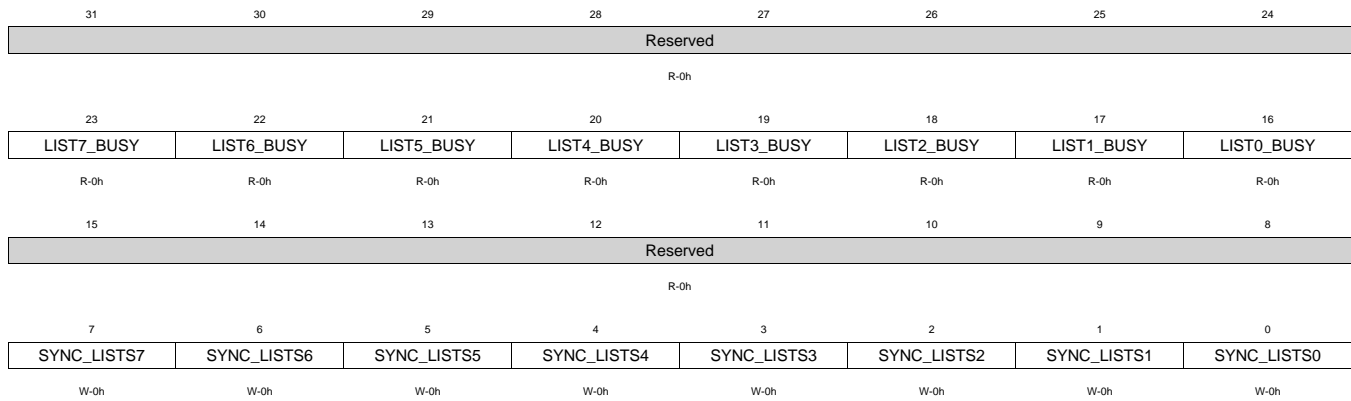 31 30 29 28 27 26 25 24
Reserved
R-0h
23 22 21 20 19 18 17 16
LIST7_BUSY LIST6_BUSY LIST5_BUSY LIST4_BUSY LIST3_BUSY LIST2_BUSY LIST1_BUSY LIST0_BUSY
R-0h R-0h R-0h R-0h R-0h R-0h R-0h R-0h
15 14 13 12 11 10 9 8
Reserved
R-0h
7 6 5 4 3 2 1 0
SYNC_LISTS7 SYNC_LISTS6 SYNC_LISTS5 SYNC_LISTS4 SYNC_LISTS3 SYNC_LISTS2 SYNC_LISTS1 SYNC_LISTS0
W-0h W-0h W-0h W-0h W-0h W-0h W-0h W-0h